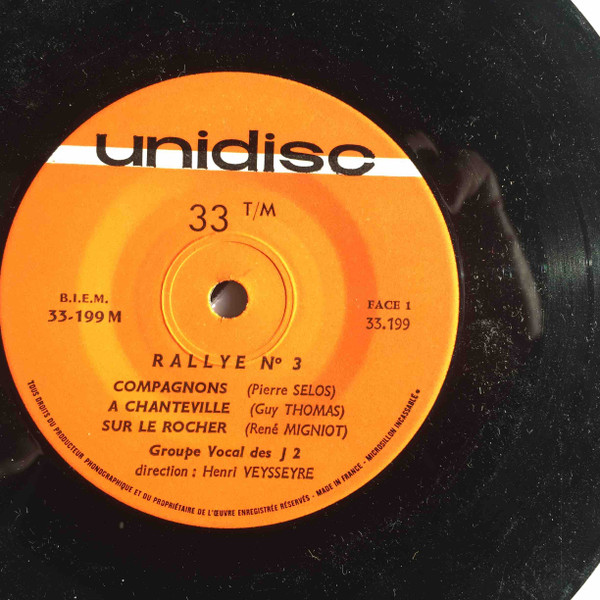 unidisc
33 T/M
B.I.E.M.
33-199 M
FACE 1
33.199
RALLYE Nº 3
COMPAGNONS (Pierre SELOS)
A CHANTEVILLE (Guy THOMAS)
SUR LE ROCHER (René MIGNIOT)
Groupe Vocal des J 2
direction : Henri VEYSSEYRE
TOUS DROITS DU PRODUCTEUR PHONOGRAPHIQUE ET DU PROPRIÉTAIRE DE L'ŒUVRE ENREGISTRÉE RÉSERVÉS - MADE IN FRANCE - MICROSILLON INCASSABLE